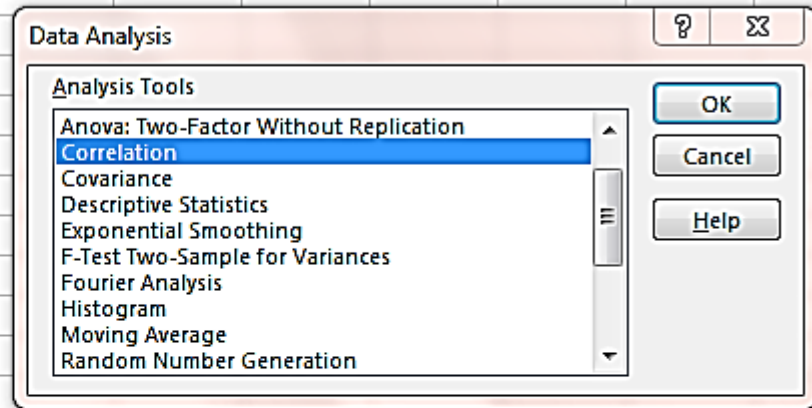 Data Analysis
Analysis Tools
Anova: Two-Factor Without Replication
Correlation
Covariance
Descriptive Statistics
Exponential Smoothing
F-Test Two-Sample for Variances
Fourier Analysis
Histogram
Moving Average
Random Number Generation
OK
Cancel
Help